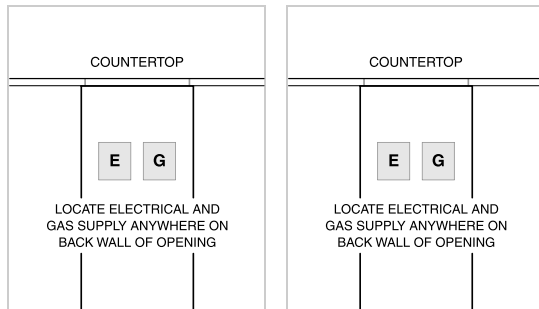 COUNTERTOP
E G
LOCATE ELECTRICAL AND
GAS SUPPLY ANYWHERE ON
BACK WALL OF OPENING
COUNTERTOP
E G
LOCATE ELECTRICAL AND
GAS SUPPLY ANYWHERE ON
BACK WALL OF OPENING